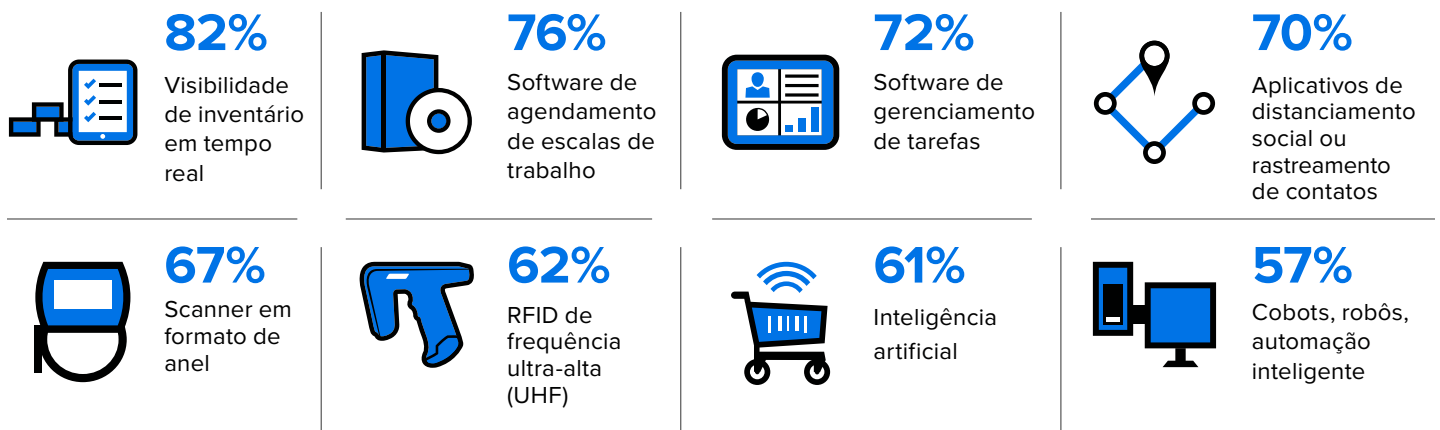 82%
Visibilidade
de inventário
em tempo
real
76%
Software de
agendamento
de escalas de
trabalho
72%
Software de
gerenciamento
de tarefas
70%
Aplicativos de
distanciamento
social ou
rastreamento
de contatos
67%
Scanner em
formato de
anel
62%
RFID de
frequência
ultra-alta
(UHF)
61%
Inteligência
artificial
57%
Cobots, robôs,
automação
inteligente